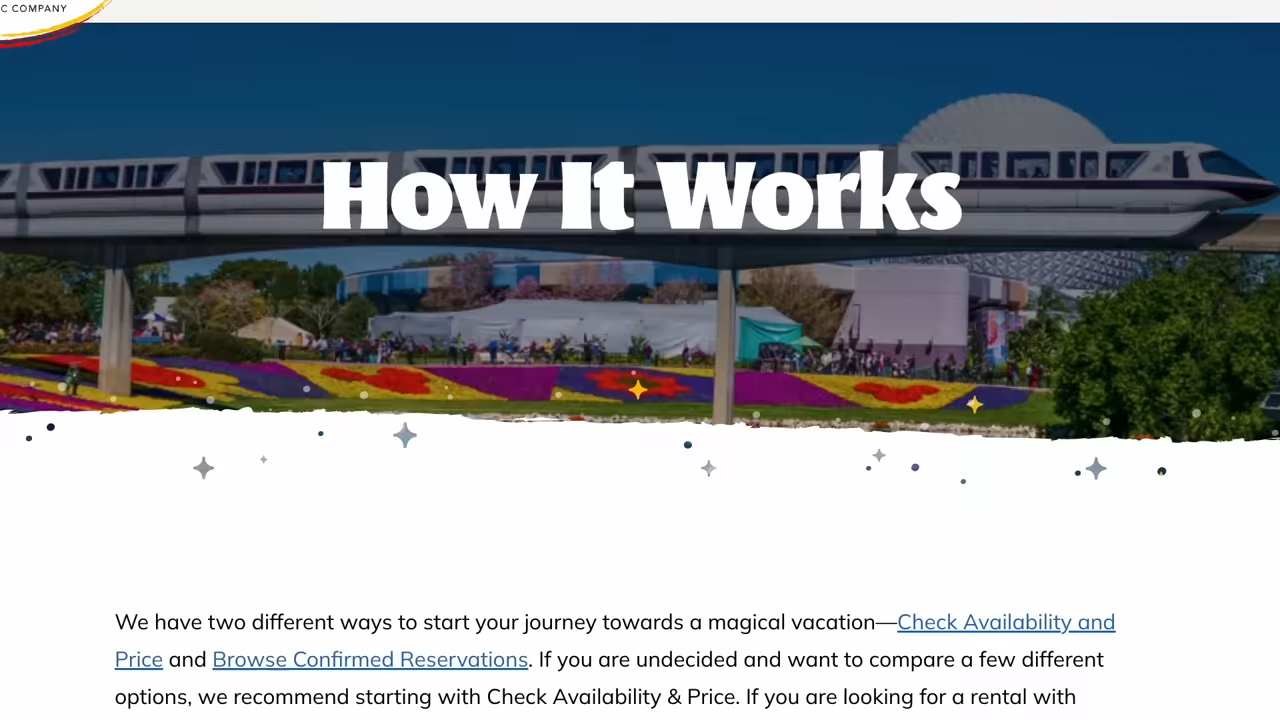 C COMPANY
How It Works
We have two different ways to start your journey towards a magical vacation—Check Availability and
Price and Browse Confirmed Reservations. If you are undecided and want to compare a few different
options, we recommend starting with Check Availability & Price. If you are looking for a rental with